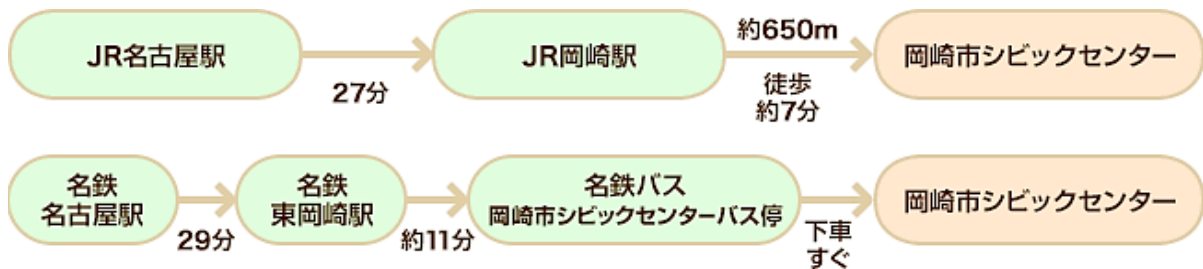 JR名古屋駅
27分
JR岡崎駅
約650m
徒歩
約7分
岡崎市シビックセンター
名鉄
名古屋駅
29分
名鉄
東岡崎駅
約11分
名鉄バス
岡崎市シビックセンターバス停
下車
すぐ
岡崎市シビックセンター